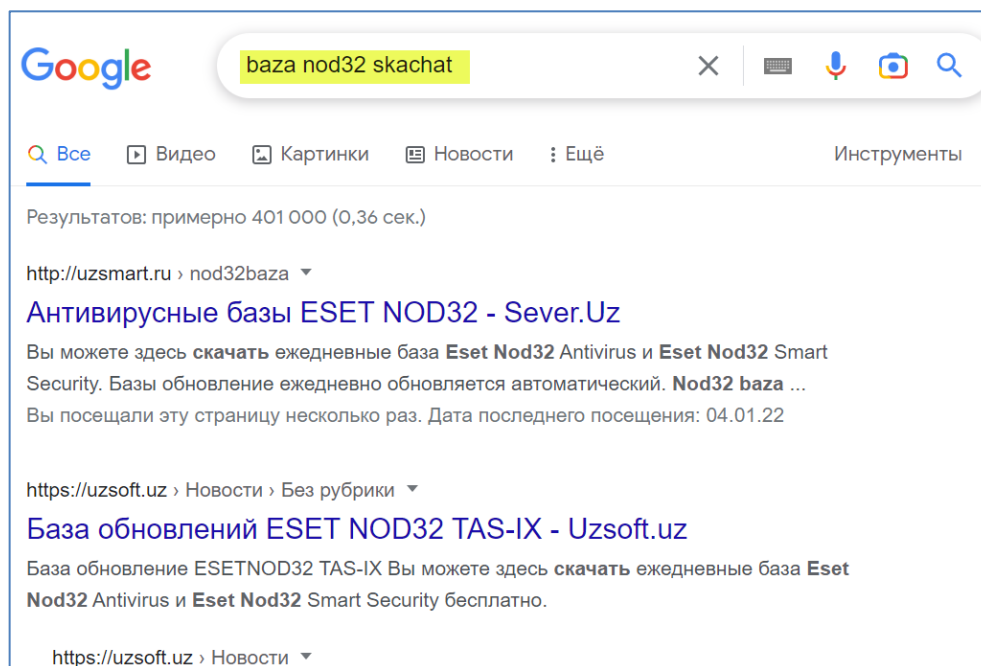 Google
baza nod32 skachat
Все Видео Картинки Новости Ещё Инструменты
Результатов: примерно 401 000 (0,36 сек.)
http://uzsmart.ru › nod32baza
Антивирусные базы ESET NOD32 - Sever.Uz
Вы можете здесь скачать ежедневные база Eset Nod32 Antivirus и Eset Nod32 Smart
Security. Базы обновление ежедневно обновляется автоматический. Nod32 baza ...
Вы посещали эту страницу несколько раз. Дата последнего посещения: 04.01.22
https://uzsoft.uz › Новости › Без рубрики
База обновлений ESET NOD32 TAS-IX - Uzsoft.uz
База обновление ESETNOD32 TAS-IX Вы можете здесь скачать ежедневные база Eset
Nod32 Antivirus и Eset Nod32 Smart Security бесплатно.
https://uzsoft.uz › Новости